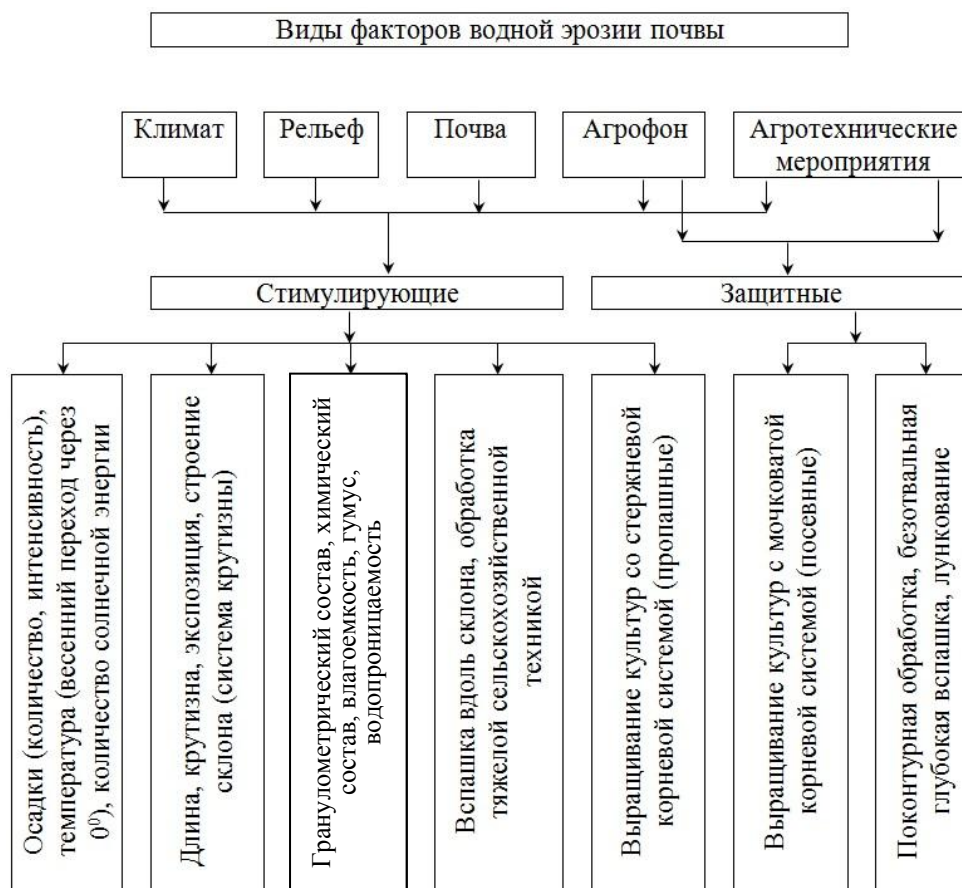 Виды факторов водной эрозии почвы
Климат
Рельеф
Почва
Агрофон
Агротехнические
мероприятия
Стимулирующие
Защитные
Осадки (количество, интенсивность),
температура (весенний переход через
0⁰), количество солнечной энергии
Длина, крутизна, экспозиция, строение
склона (система крутизны)
Гранулометрический состав, химический
состав, влагоемкость, гумус,
водопроницаемость
Вспашка вдоль склона, обработка
тяжелой сельскохозяйственной
техникой
Выращивание культур со стержневой
корневой системой (пропашные)
Выращивание культур с мочковатой
корневой системой (посевные)
Поконтурная обработка, безотвальная
глубокая вспашка, лункование